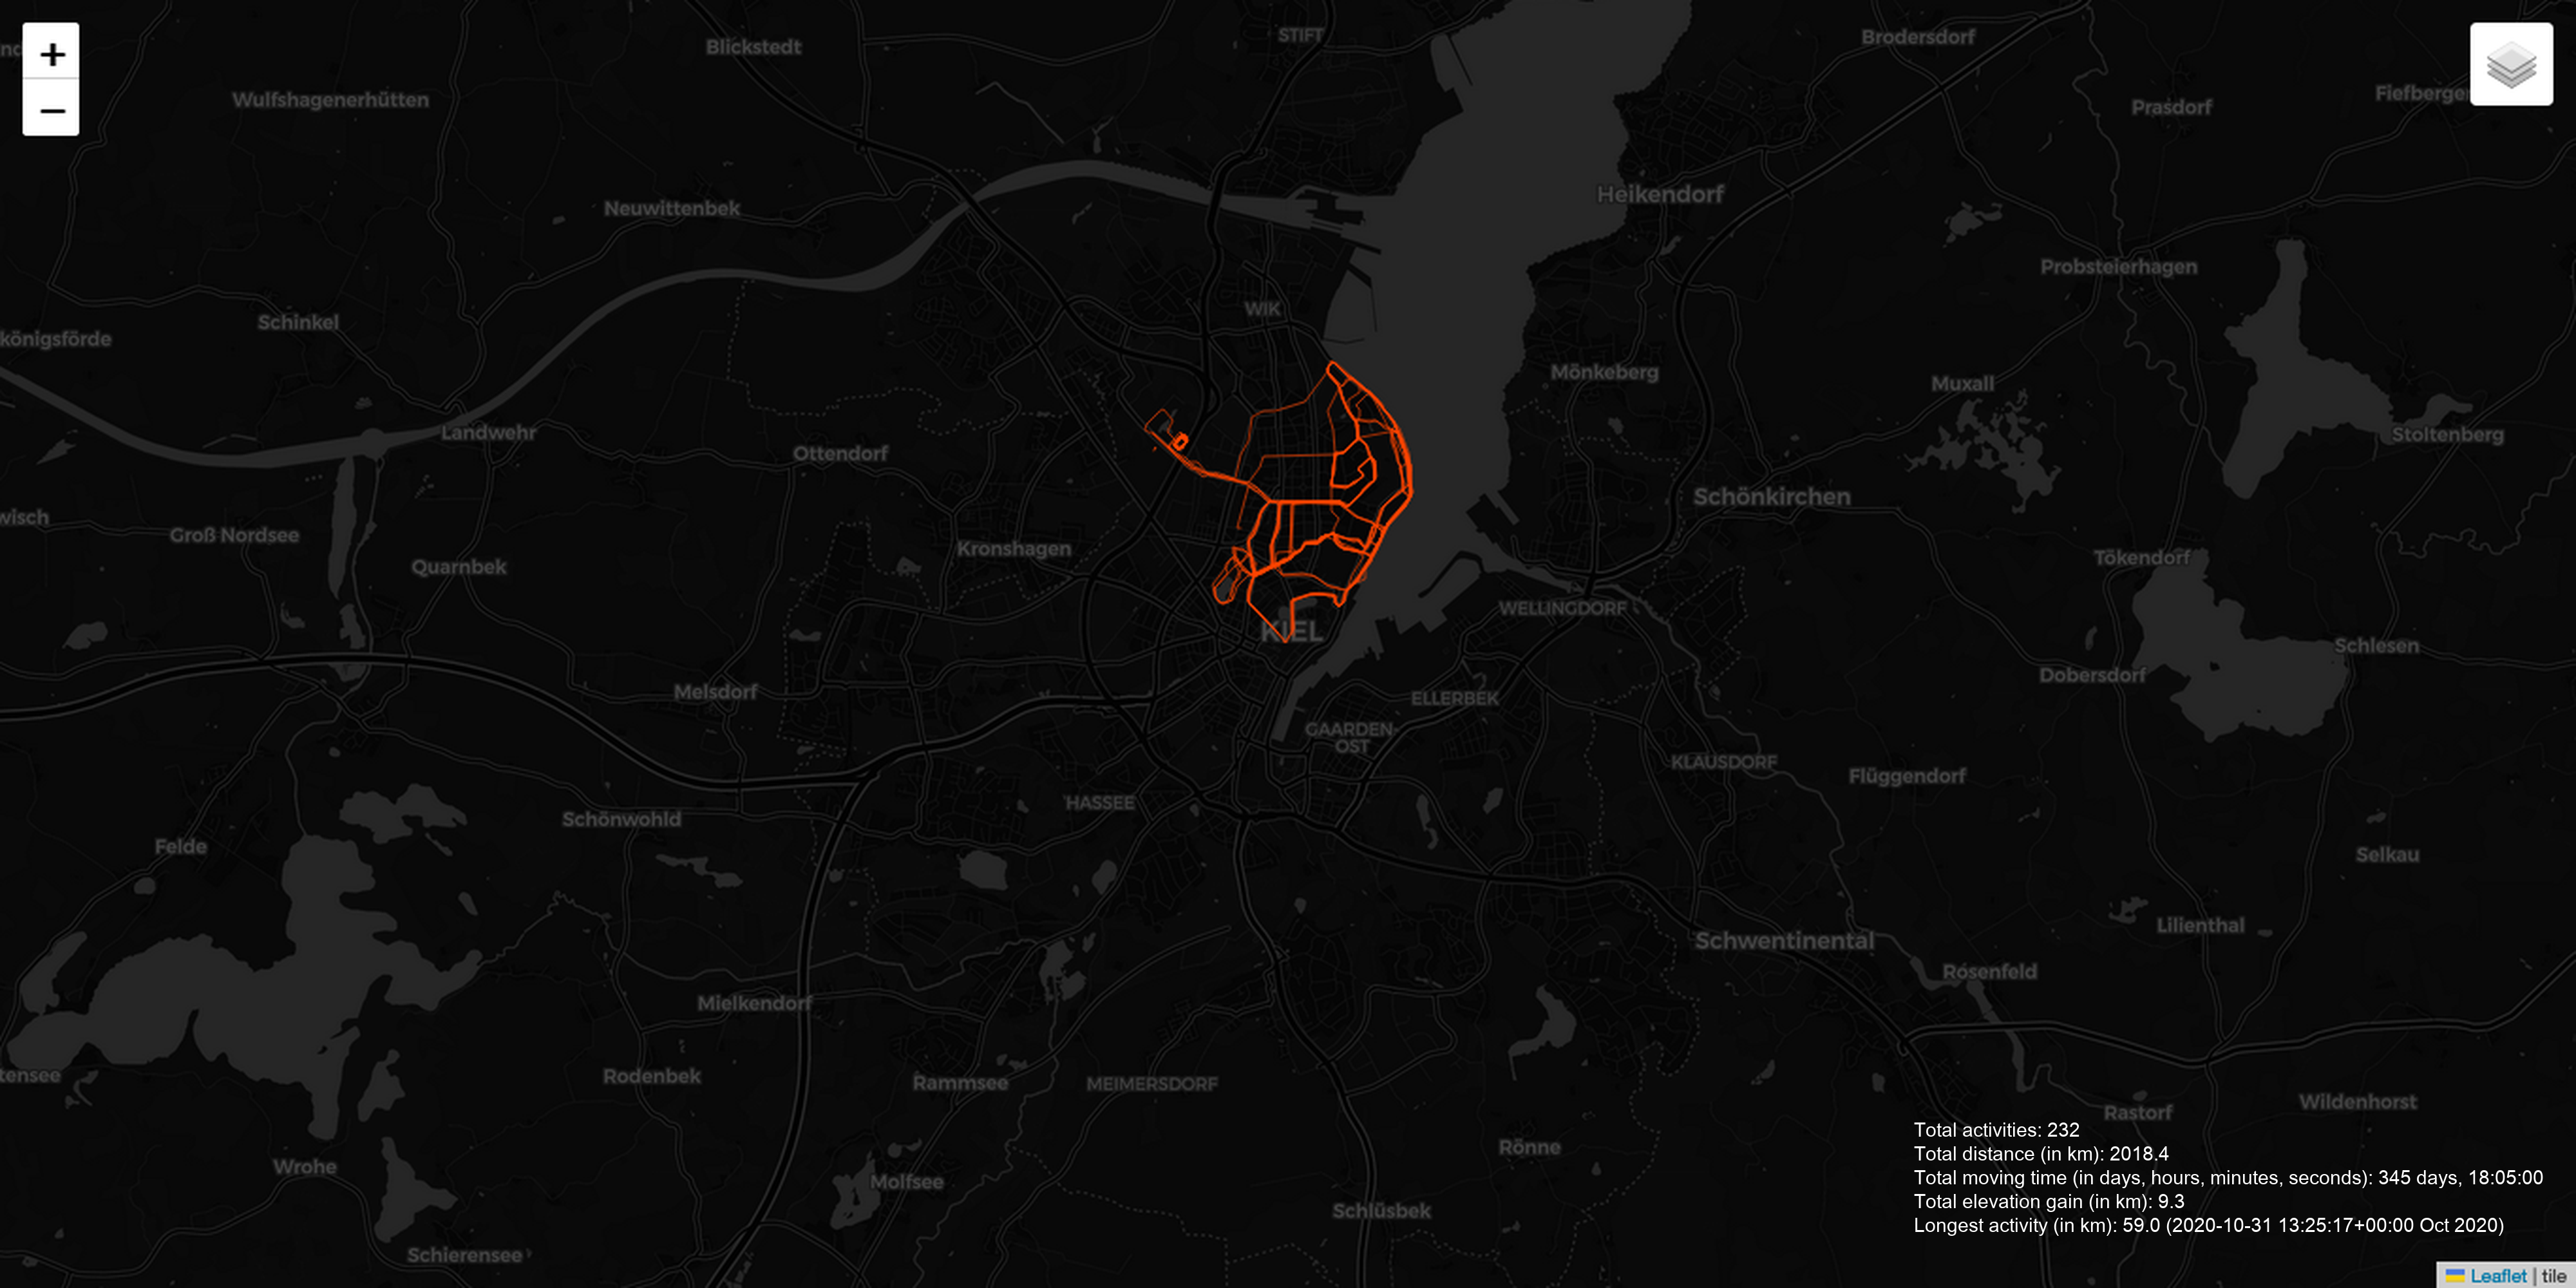 +
−
Blickstedt
STIFT
Brodersdorf
Wulfshagenerhütten
Prasdorf
Neuwittenbek
Heikendorf
Probsteierhagen
Schinkel
WIK
königsförde
Mönkeberg
Muxall
Landwehr
Ottendorf
Stoltenberg
Schönkirchen
wisch
Groß Nordsee
Kronshagen
Quarnbek
Tökendorf
WELLINGDORF
KIEL
Schlesen
Melsdorf
ELLERBEK
Dobersdorf
GAARDEN-
OST
KLAUSDORF
Flüggendorf
HASSEE
Schönwohld
Felde
Selkau
Lilienthal
Schwentinental
Rosenfeld
Mielkendorf
tensee
Rodenbek
Rammsee
MEIMERSDORF
Wildenhorst
Rastorf
Total activities: 232
Rönne
Total distance (in km): 2018.4
Wrohe
Molfsee
Total moving time (in days, hours, minutes, seconds): 345 days, 18:05:00
Total elevation gain (in km): 9.3
Schlüsbek
Longest activity (in km): 59.0 (2020-10-31 13:25:17+00:00 Oct 2020)
Schierensee
Leaflet | tile